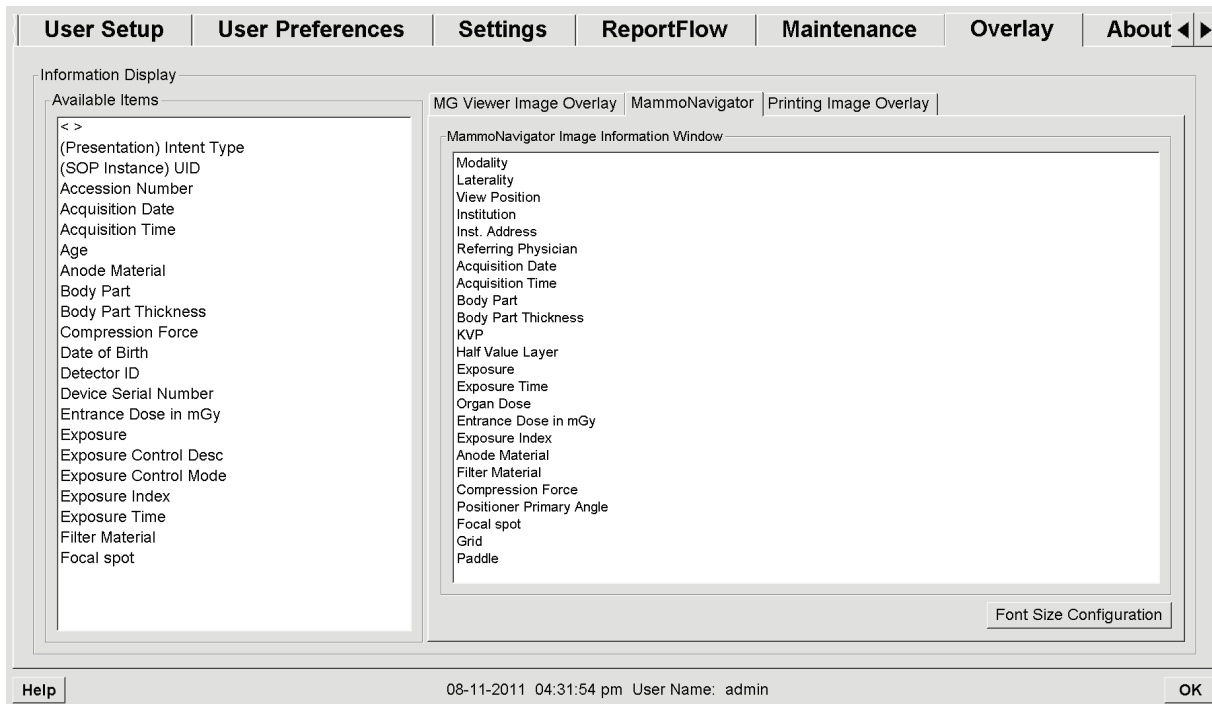 User Setup User Preferences Settings ReportFlow Maintenance Overlay About
Information Display
Available Items
< >
(Presentation) Intent Type
(SOP Instance) UID
Accession Number
Acquisition Date
Acquisition Time
Age
Anode Material
Body Part
Body Part Thickness
Compression Force
Date of Birth
Detector ID
Device Serial Number
Entrance Dose in mGy
Exposure
Exposure Control Desc
Exposure Control Mode
Exposure Index
Exposure Time
Filter Material
Focal spot
MG Viewer Image Overlay MammoNavigator Printing Image Overlay
MammoNavigator Image Information Window
Modality
Laterality
View Position
Institution
Inst. Address
Referring Physician
Acquisition Date
Acquisition Time
Body Part
Body Part Thickness
KVP
Half Value Layer
Exposure
Exposure Time
Organ Dose
Entrance Dose in mGy
Exposure Index
Anode Material
Filter Material
Compression Force
Positioner Primary Angle
Focal spot
Grid
Paddle
Font Size Configuration
Help 08-11-2011 04:31:54 pm User Name: admin OK